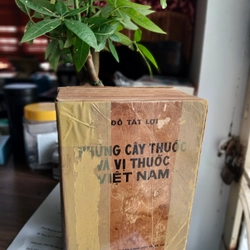 ĐỖ TẤT LỢI
NHỮNG CÂY THUỐC
VÀ VỊ THUỐC
VIỆT NAM